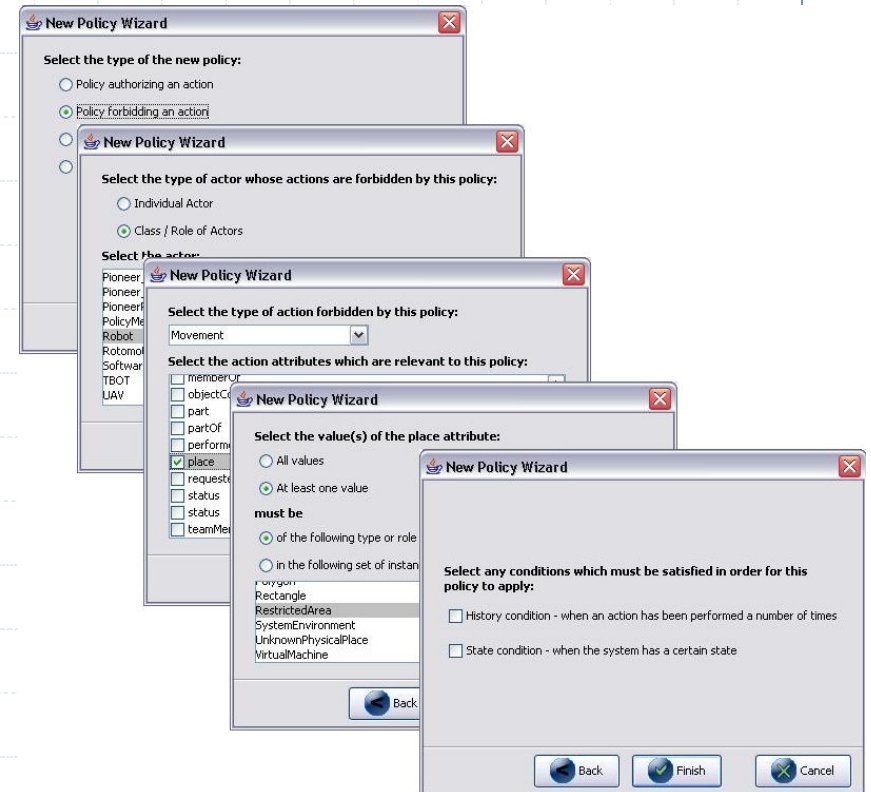 New Policy Wizard
Select the type of the new policy:
Policy authorizing an action
Policy forbidding an action
New Policy Wizard
Select the type of actor whose actions are forbidden by this policy:
Individual Actor
Class / Role of Actors
Select the actor:
Robot
TBOT
UAV
New Policy Wizard
Select the type of action forbidden by this policy:
Movement
Select the action attributes which are relevant to this policy:
memberOf
part
partOf
place
status
status
New Policy Wizard
Select the value(s) of the place attribute:
All values
At least one value
must be
of the following type or role
in the following set of
Polygon
Rectangle
RestrictedArea
SystemEnvironment
UnknownPhysicalPlace
VirtualMachine
Back
New Policy Wizard
Select any conditions which must be satisfied in order for this
policy to apply:
History condition - when an action has been performed a number of times
State condition - when the system has a certain state
Back
Finish
Cancel